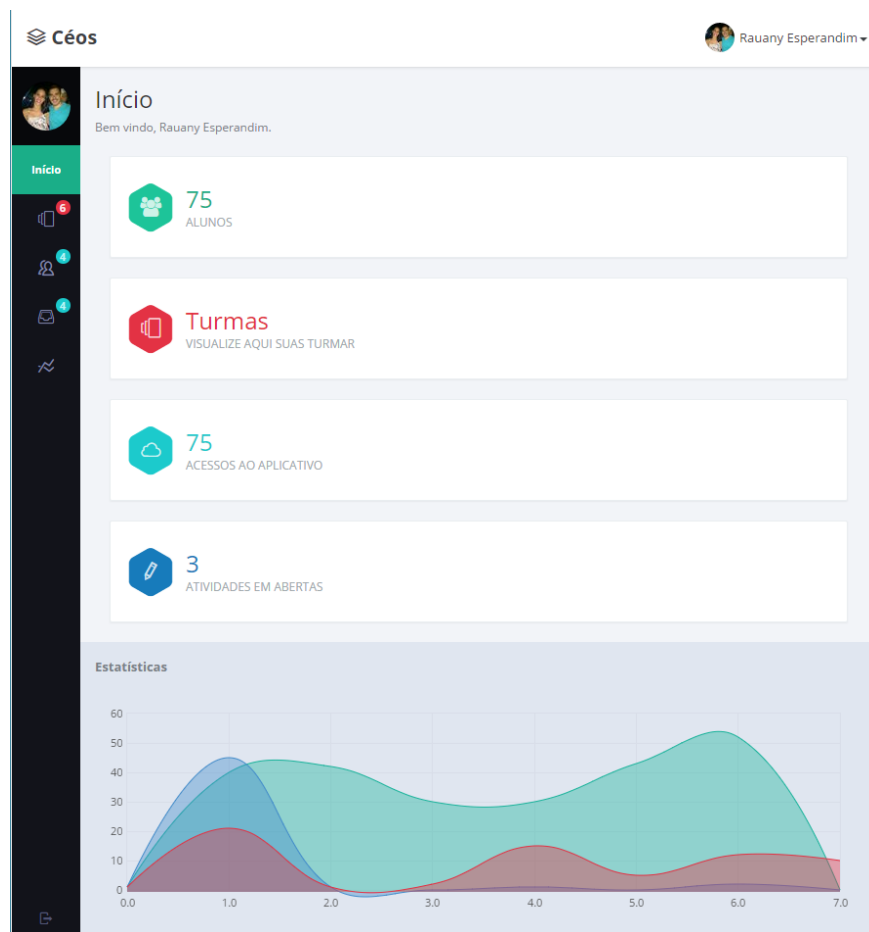 Céos
Rauany Esperandim
Início
Bem vindo, Rauany Esperandim.
Início
6
4
4
75
ALUNOS
Turmas
VISUALIZE AQUI SUAS TURMAR
75
ACESSOS AO APLICATIVO
3
ATIVIDADES EM ABERTAS
Estatísticas
60
50
40
30
20
10
0
0.0 1.0 2.0 3.0 4.0 5.0 6.0 7.0